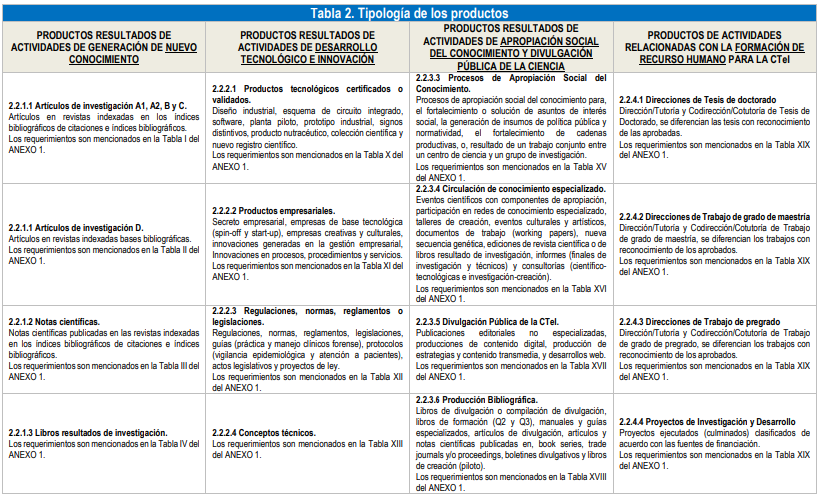 Tabla 2. Tipología de los productos
PRODUCTOS RESULTADOS DE
ACTIVIDADES DE GENERACIÓN DE NUEVO
CONOCIMIENTO
PRODUCTOS RESULTADOS DE
ACTIVIDADES DE DESARROLLO
TECNOLÓGICO E INNOVACIÓN
PRODUCTOS RESULTADOS DE
ACTIVIDADES DE APROPIACIÓN SOCIAL
DEL CONOCIMIENTO Y DIVULGACIÓN
PÚBLICA DE LA CIENCIA
PRODUCTOS DE ACTIVIDADES
RELACIONADAS CON LA FORMACIÓN DE
RECURSO HUMANO PARA LA CTeI
2.2.1.1 Artículos de investigación A1, A2, B y C.
Artículos en revistas indexadas en los índices
bibliográficos de citaciones e índices bibliográficos.
Los requerimientos son mencionados en la Tabla I del
ANEXO 1.
2.2.2.1 Productos tecnológicos certificados o
validados.
Diseño industrial, esquema de circuito integrado,
software, planta piloto, prototipo industrial, signos
distintivos, producto nutracéutico, colección científica y
nuevo registro científico.
Los requerimientos son mencionados en la Tabla X del
ANEXO 1.
2.2.3.3 Procesos de Apropiación Social del
Conocimiento.
Procesos de apropiación social del conocimiento para,
el fortalecimiento o solución de asuntos de interés
social, la generación de insumos de política pública y
normatividad, el fortalecimiento de cadenas
productivas, o, resultado de un trabajo conjunto entre
un centro de ciencia y un grupo de investigación.
Los requerimientos son mencionados en la Tabla XV
del ANEXO 1.
2.2.4.1 Direcciones de Tesis de doctorado
Dirección/Tutoría y Codirección/Cotutoría de Tesis de
Doctorado, se diferencian las tesis con reconocimiento
de las aprobadas.
Los requerimientos son mencionados en la Tabla XIX
del ANEXO 1.
2.2.1.1 Artículos de investigación D.
Artículos en revistas indexadas bases bibliográficas.
Los requerimientos son mencionados en la Tabla II del
ANEXO 1.
2.2.2.2 Productos empresariales.
Secreto empresarial, empresas de base tecnológica
(spin-off y start-up), empresas creativas y culturales,
innovaciones generadas en la gestión empresarial,
Innovaciones en procesos, procedimientos y servicios.
Los requerimientos son mencionados en la Tabla XI del
ANEXO 1.
2.2.3.4 Circulación de conocimiento especializado.
Eventos científicos con componentes de apropiación,
participación en redes de conocimiento especializado,
talleres de creación, eventos culturales y artísticos,
documentos de trabajo (working papers), nueva
secuencia genética, ediciones de revista científica o de
libros resultado de investigación, informes (finales de
investigación y técnicos) y consultorías (científico-
tecnológicas e investigación-creación).
Los requerimientos son mencionados en la Tabla XVI
del ANEXO 1.
2.2.4.2 Direcciones de Trabajo de grado de maestría
Dirección/Tutoría y Codirección/Cotutoría de Trabajo
de grado de maestría, se diferencian los trabajos con
reconocimiento de los aprobados.
Los requerimientos son mencionados en la Tabla XIX
del ANEXO 1.
2.2.1.2 Notas científicas.
Notas científicas publicadas en las revistas indexadas
en los índices bibliográficos de citaciones e índices
bibliográficos.
Los requerimientos son mencionados en la Tabla III del
ANEXO 1.
2.2.2.3 Regulaciones, normas, reglamentos o
legislaciones.
Regulaciones, normas, reglamentos, legislaciones,
guías (práctica y manejo clínicos forense), protocolos
(vigilancia epidemiológica y atención a pacientes),
actos legislativos y proyectos de ley.
Los requerimientos son mencionados en la Tabla XII
del ANEXO 1.
2.2.3.5 Divulgación Pública de la CTeI.
Publicaciones editoriales no especializadas,
producciones de contenido digital, producción de
estrategias y contenido transmedia, y desarrollos web.
Los requerimientos son mencionados en la Tabla XVII
del ANEXO 1.
2.2.4.3 Direcciones de Trabajo de pregrado
Dirección/Tutoría y Codirección/Cotutoría de Trabajo
de grado de pregrado, se diferencian los trabajos con
reconocimiento de los aprobados.
Los requerimientos son mencionados en la Tabla XIX
del ANEXO 1.
2.2.1.3 Libros resultados de investigación.
Los requerimientos son mencionados en la Tabla IV del
ANEXO 1.
2.2.2.4 Conceptos técnicos.
Los requerimientos son mencionados en la Tabla XIII
del ANEXO 1.
2.2.3.6 Producción Bibliográfica.
Libros de divulgación o compilación de divulgación,
libros de formación (Q2 y Q3), manuales y guías
especializados, artículos de divulgación, artículos y
notas científicas publicadas en, book series, trade
journals y/o proceedings, boletines divulgativos y libros
de creación (piloto).
Los requerimientos son mencionados en la Tabla XVIII
del ANEXO 1.
2.2.4.4 Proyectos de Investigación y Desarrollo
Proyectos ejecutados (culminados) clasificados de
acuerdo con las fuentes de financiación.
Los requerimientos son mencionados en la Tabla XIX
del ANEXO 1.